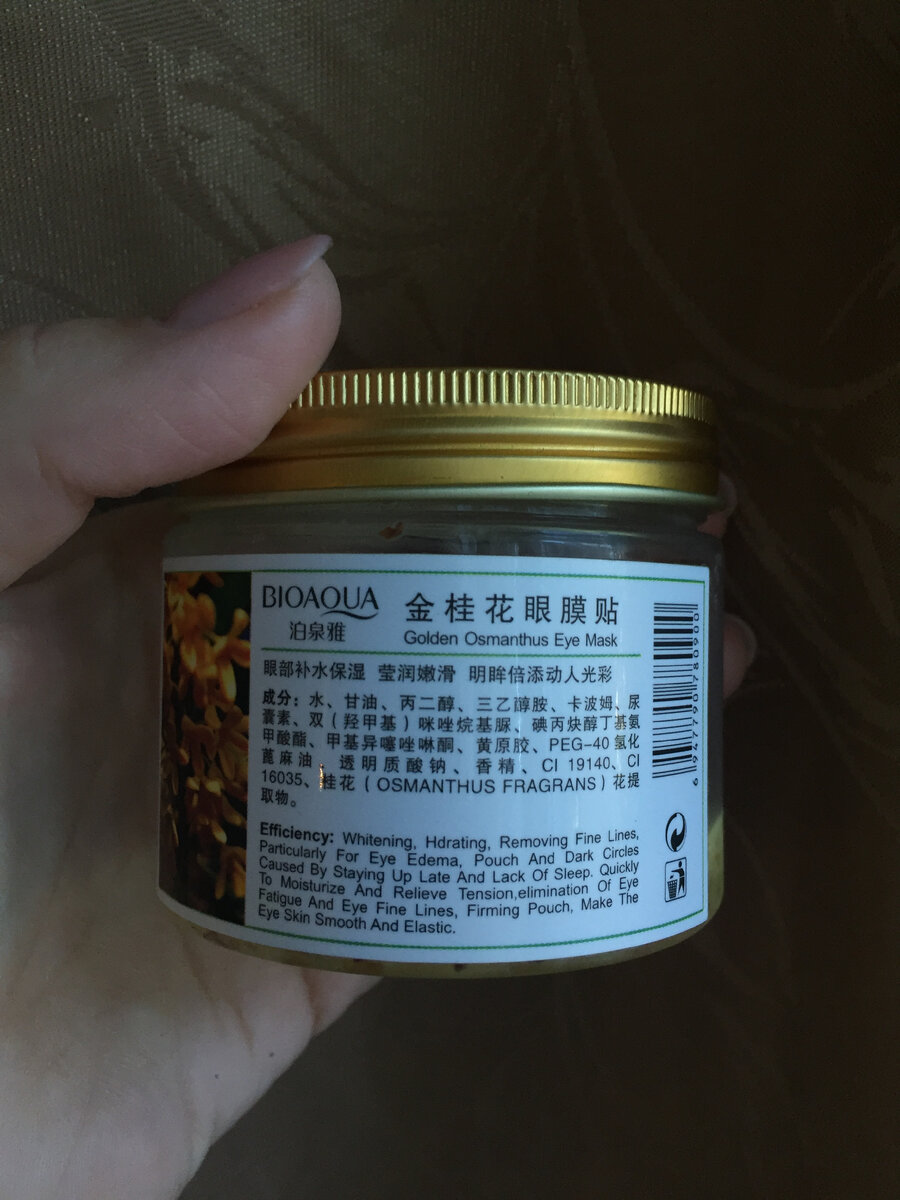 BIOAQUA
泊泉雅
金桂花眼膜贴
Golden Osmanthus Eye Mask
眼部补水保湿 莹润嫩滑 明眸倍添动人光彩
成分：水、甘油、丙二醇、三乙醇胺、卡波姆、尿
囊素、双（羟甲基）咪唑烷基脲、碘丙炔醇丁基氨
甲酸酯、甲基异噻唑啉酮、黄原胶、PEG-40氢化
蓖麻油、透明质酸钠、香精、CI 19140、CI
16035、桂花（OSMANTHUS FRAGRANS）花提
取物。
Efficiency: Whitening, Hdrating, Removing Fine Lines,
Particularly For Eye Edema, Pouch And Dark Circles
Caused By Staying Up Late And Lack Of Sleep. Quickly
To Moisturize And Relieve Tension,elimination Of Eye
Fatigue And Eye Fine Lines, Firming Pouch, Make The
Eye Skin Smooth And Elastic.
6 947790 780900